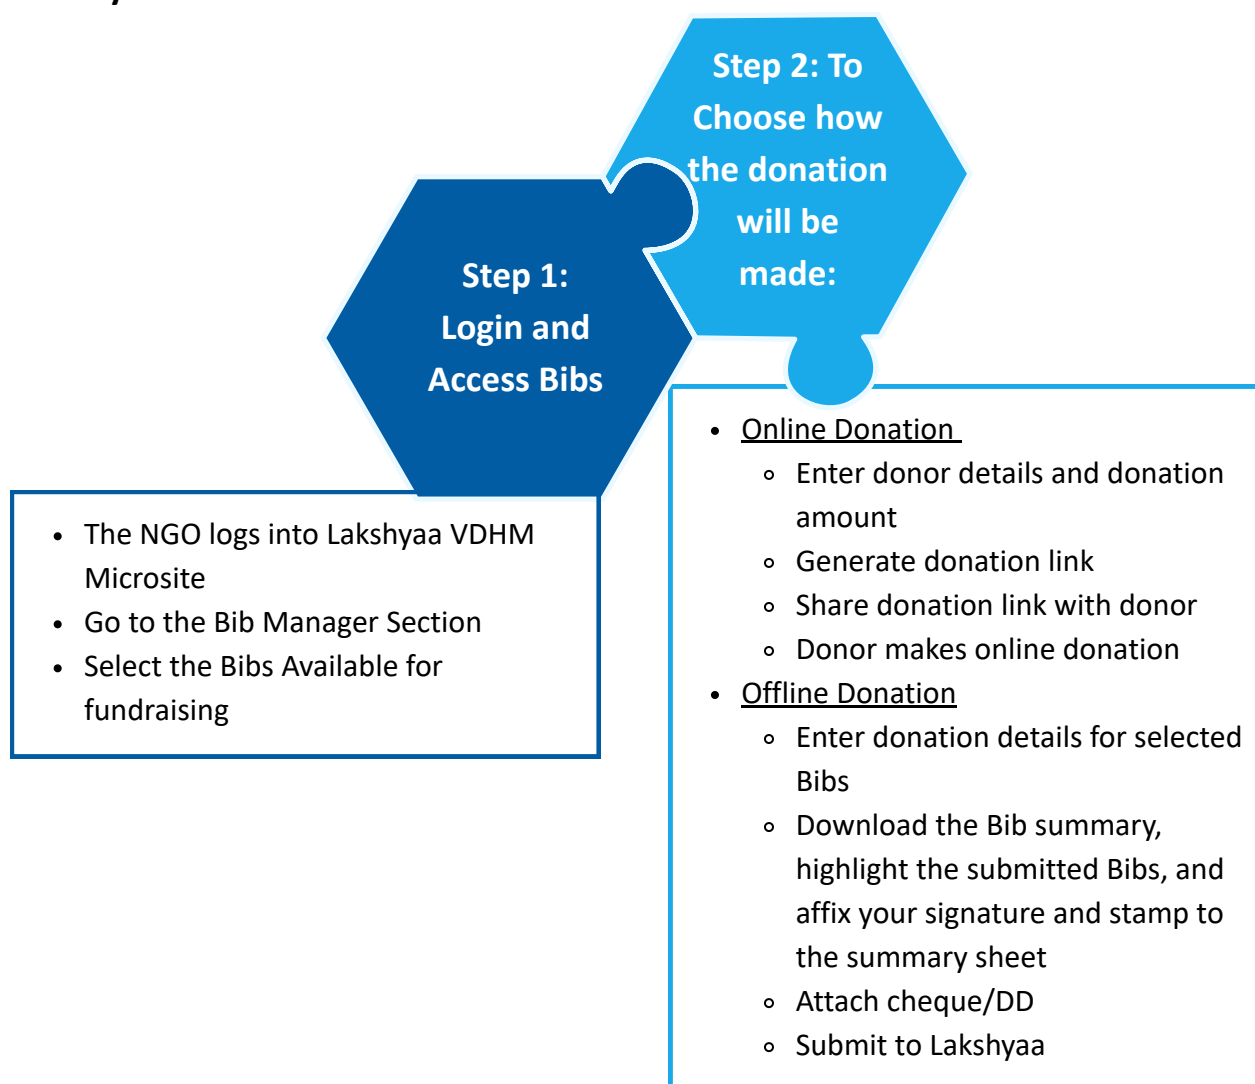 Step 1:
Login and
Access Bibs
• The NGO logs into Lakshyaa VDHM
Microsite
• Go to the Bib Manager Section
• Select the Bibs Available for
fundraising
Step 2: To
Choose how
the donation
will be
made:
• Online Donation
◦ Enter donor details and donation
amount
◦ Generate donation link
◦ Share donation link with donor
◦ Donor makes online donation
• Offline Donation
◦ Enter donation details for selected
Bibs
◦ Download the Bib summary,
highlight the submitted Bibs, and
affix your signature and stamp to
the summary sheet
◦ Attach cheque/DD
◦ Submit to Lakshyaa